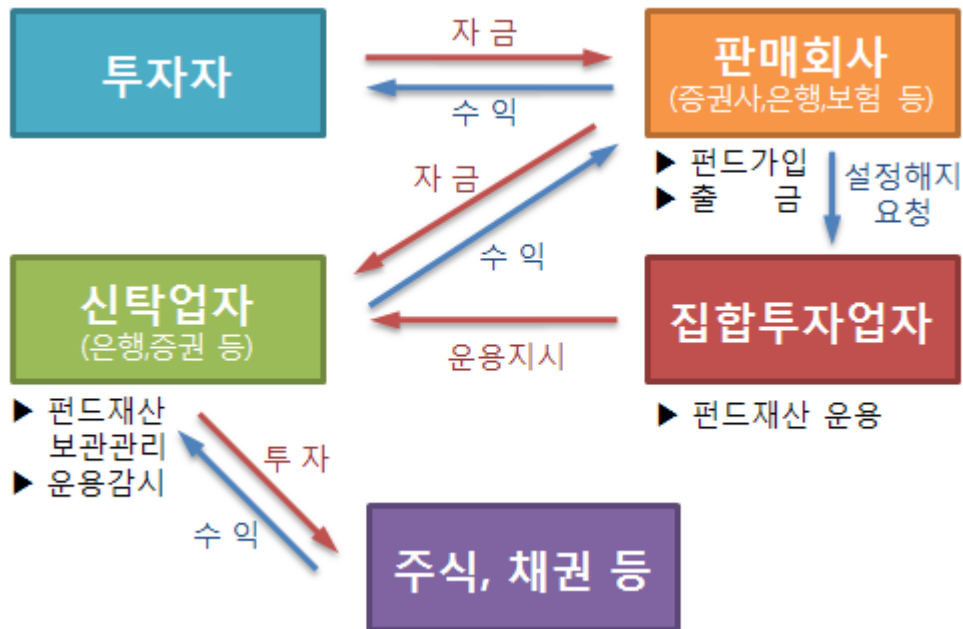 투자자
자 금
수 익
판매회사
(증권사,은행,보험 등)
▶ 펀드가입
▶ 출 금
설정해지
요청
자 금
수 익
신탁업자
(은행,증권 등)
운용지시
집합투자업자
▶ 펀드재산
보관관리
▶ 운용감시
▶ 펀드재산 운용
투 자
수 익
주식, 채권 등